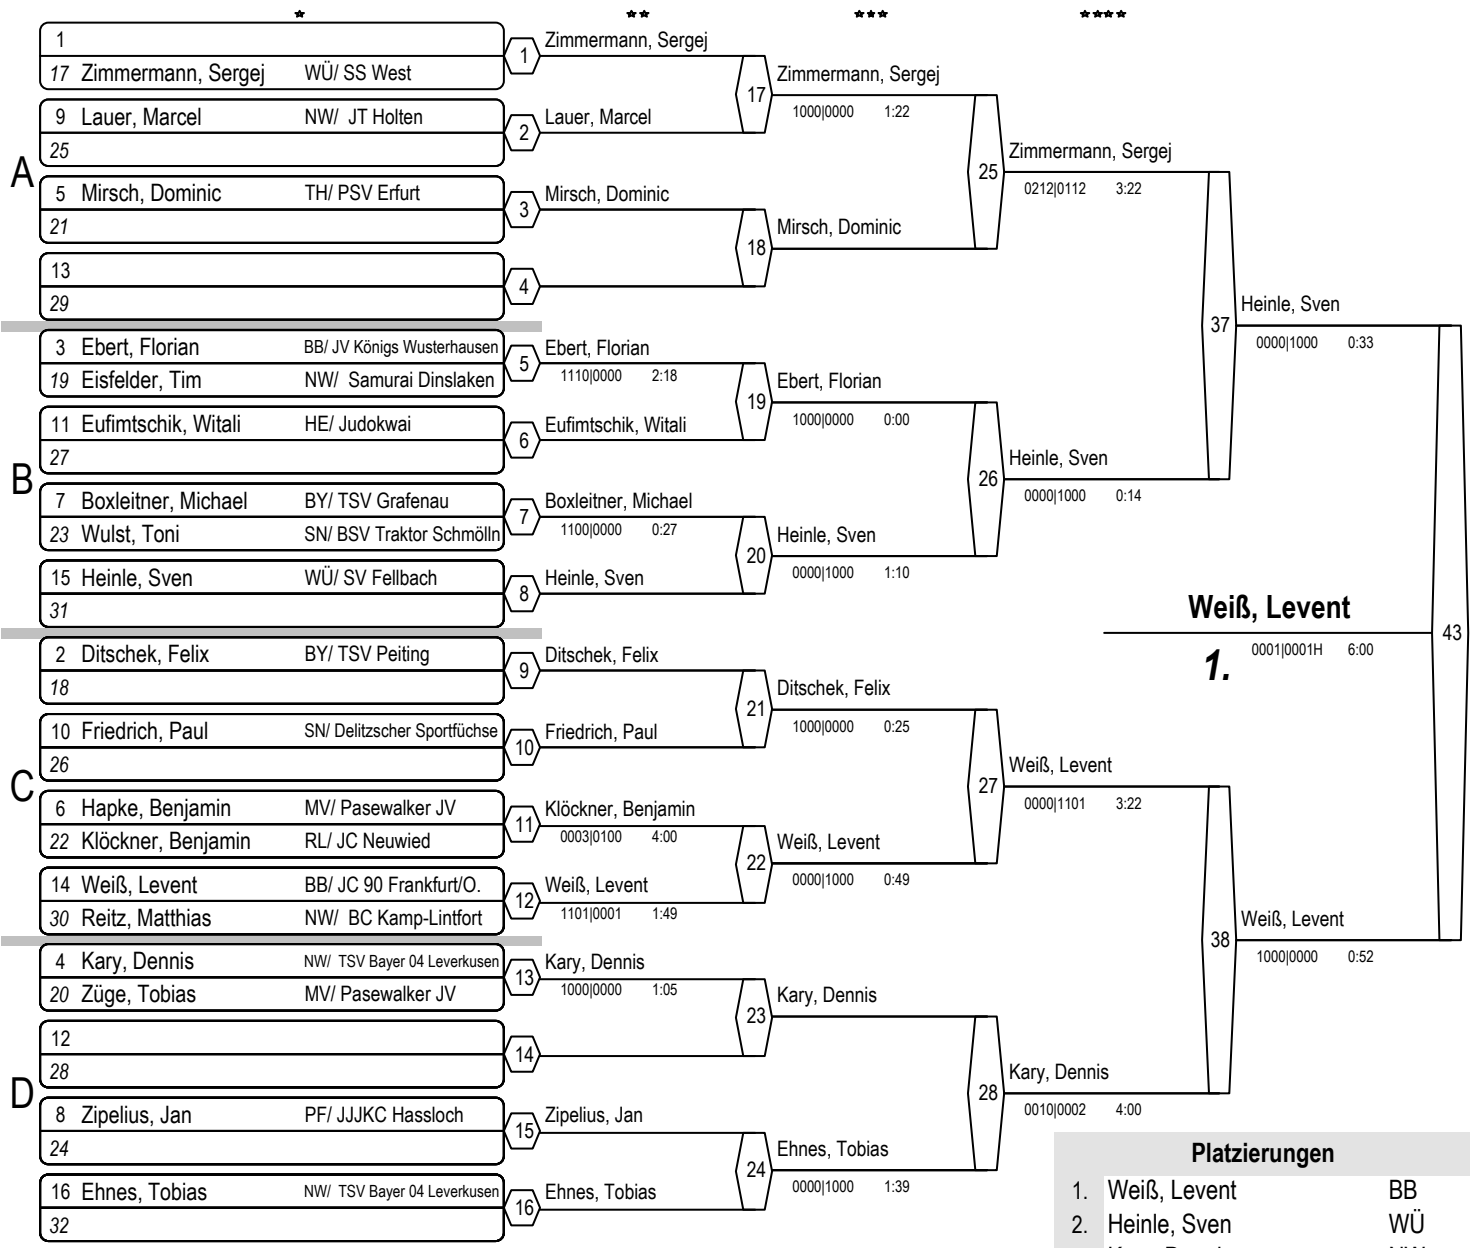 * ** *** ****
1
17 Zimmermann, Sergej WÜ/ SS West
9 Lauer, Marcel NW/ JT Holten
25
A
5 Mirsch, Dominic TH/ PSV Erfurt
21
13
29
3 Ebert, Florian BB/ JV Königs Wusterhausen
19 Eisfelder, Tim NW/ Samurai Dinslaken
11 Eufimtschik, Witali HE/ Judokwai
27
B
7 Boxleitner, Michael BY/ TSV Grafenau
23 Wulst, Toni SN/ BSV Traktor Schmölln
15 Heinle, Sven WÜ/ SV Fellbach
31
2 Ditschek, Felix BY/ TSV Peiting
18
10 Friedrich, Paul SN/ Delitzscher Sportfüchse
26
C
6 Hapke, Benjamin MV/ Pasewalker JV
22 Klöckner, Benjamin RL/ JC Neuwied
14 Weiß, Levent BB/ JC 90 Frankfurt/O.
30 Reitz, Matthias NW/ BC Kamp-Lintfort
4 Kary, Dennis NW/ TSV Bayer 04 Leverkusen
20 Züge, Tobias MV/ Pasewalker JV
12
28
D
8 Zipelius, Jan PF/ JJJKC Hassloch
24
16 Ehnes, Tobias NW/ TSV Bayer 04 Leverkusen
32
1 Zimmermann, Sergej
2 Lauer, Marcel
3 Mirsch, Dominic
4
5 Ebert, Florian
1110|0000 2:18
6 Eufimtschik, Witali
7 Boxleitner, Michael
1100|0000 0:27
8 Heinle, Sven
9 Ditschek, Felix
10 Friedrich, Paul
11 Klöckner, Benjamin
0003|0100 4:00
12 Weiß, Levent
1101|0001 1:49
13 Kary, Dennis
1000|0000 1:05
14
15 Zipelius, Jan
16 Ehnes, Tobias
17 Zimmermann, Sergej
1000|0000 1:22
18 Mirsch, Dominic
19 Ebert, Florian
1000|0000 0:00
20 Heinle, Sven
0000|1000 1:10
21 Ditschek, Felix
1000|0000 0:25
22 Weiß, Levent
0000|1000 0:49
23 Kary, Dennis
24 Ehnes, Tobias
0000|1000 1:39
25 Zimmermann, Sergej
0212|0112 3:22
26 Heinle, Sven
0000|1000 0:14
27 Weiß, Levent
0000|1101 3:22
28 Kary, Dennis
0010|0002 4:00
37 Heinle, Sven
0000|1000 0:33
38 Weiß, Levent
1000|0000 0:52
43
Weiß, Levent
1. 0001|0001H 6:00
Platzierungen
1. Weiß, Levent BB
2. Heinle, Sven WÜ